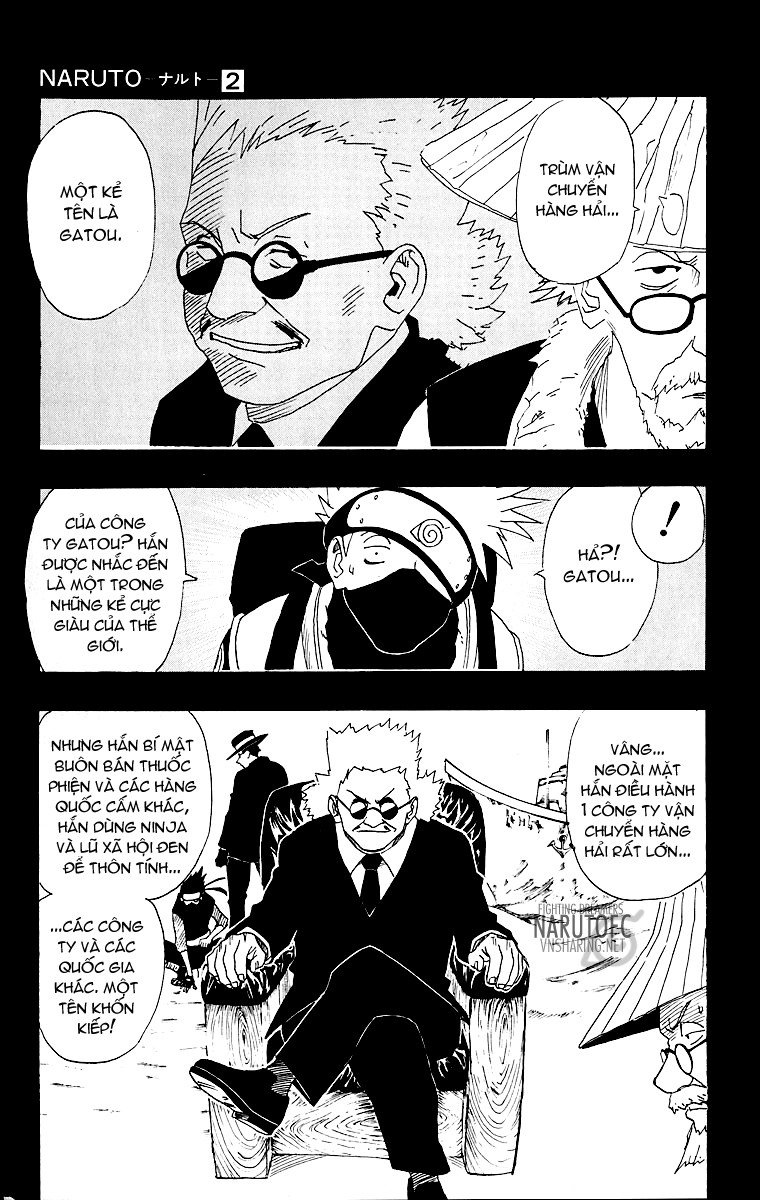 NARUTO -ナルト- 2
TRÙM VẬN
CHUYỂN
HÀNG HẢI...
MỘT KẺ
TÊN LÀ
GATOU.
!
HẢ?!
GATOU...
CỦA CÔNG
TY GATOU? HẮN
ĐƯỢC NHẮC ĐẾN
LÀ MỘT TRONG
NHỮNG KẺ CỰC
GIÀU CỦA THẾ
GIỚI.
VÂNG...
NGOÀI MẶT
HẮN ĐIỀU HÀNH
1 CÔNG TY VẬN
CHUYỂN HÀNG
HẢI RẤT LỚN...
NHƯNG HẮN BÍ MẬT
BUÔN BÁN THUỐC
PHIỆN VÀ CÁC HÀNG
QUỐC CẤM KHÁC,
HẮN DÙNG NINJA
VÀ LŨ XÃ HỘI ĐEN
ĐỂ THÔN TÍNH...
...CÁC CÔNG
TY VÀ CÁC
QUỐC GIA
KHÁC. MỘT
TÊN KHỐN
KIẾP!
FIGHTING DREAMERS
NARUTOFC
VNSHARING.NET